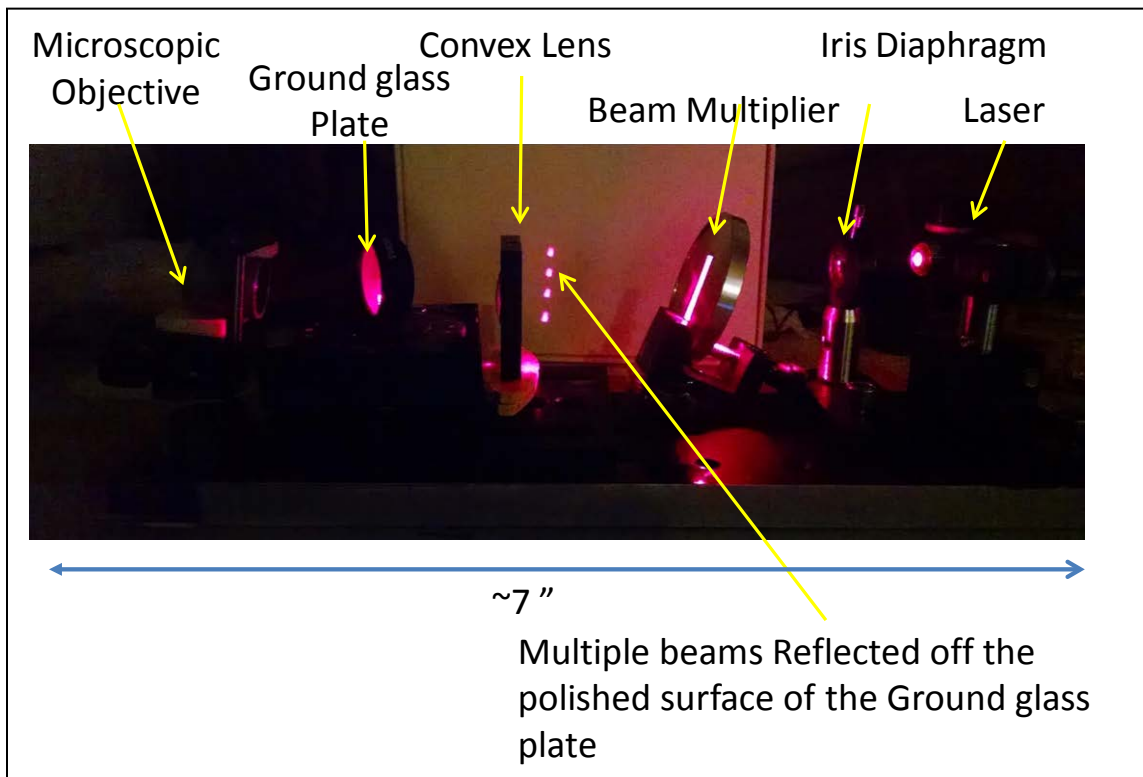 Microscopic
Objective
Ground glass
Plate
Convex Lens
Beam Multiplier
Iris Diaphragm
Laser
~7 ”
Multiple beams Reflected off the
polished surface of the Ground glass
plate